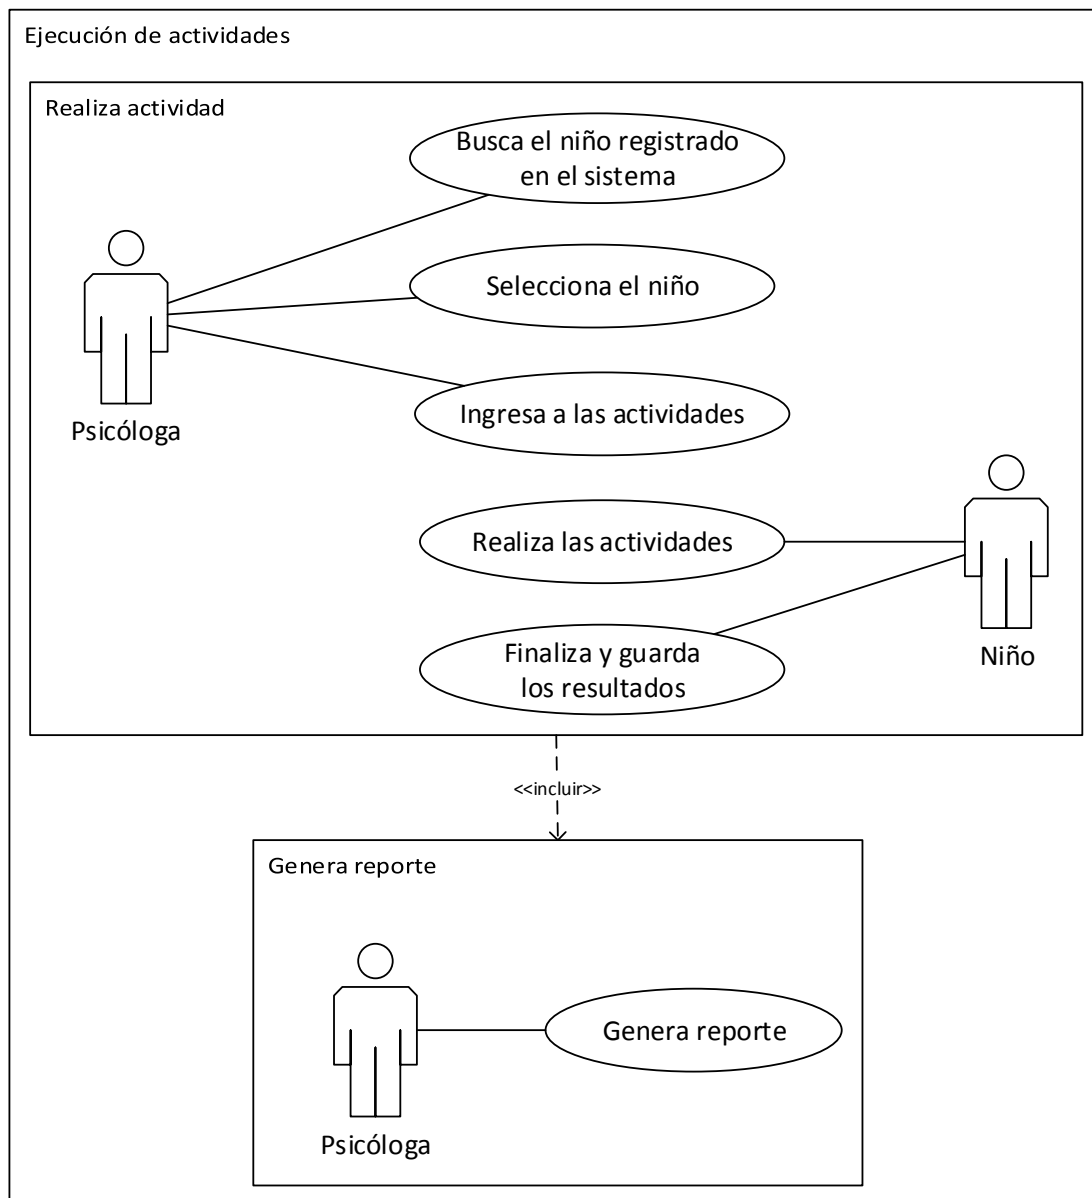 Ejecución de actividades
Realiza actividad
Busca el niño registrado
en el sistema
Selecciona el niño
Ingresa a las actividades
Psicóloga
Realiza las actividades
Finaliza y guarda
los resultados
Niño
<<incluir>>
Genera reporte
Genera reporte
Psicóloga